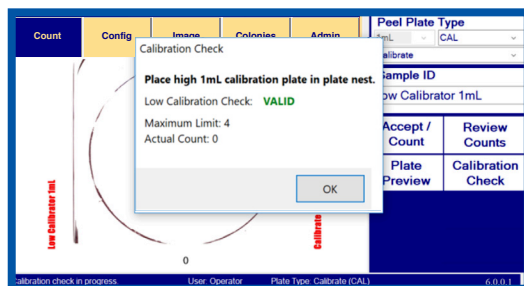 Count
Config
Image
Colonies
Admin
Peel Plate Type
1mL
CAL
Calibrate
Sample ID
Low Calibrator 1mL
Accept / Count
Review Counts
Plate Preview
Calibration Check
Calibration Check
Place high 1mL calibration plate in plate nest.
Low Calibration Check: VALID
Maximum Limit: 4
Actual Count: 0
OK
Low Calibrator 1mL
Calibrato
0
Calibration check in progress.
User: Operator
Plate Type: Calibrate (CAL)
6.0.0.1